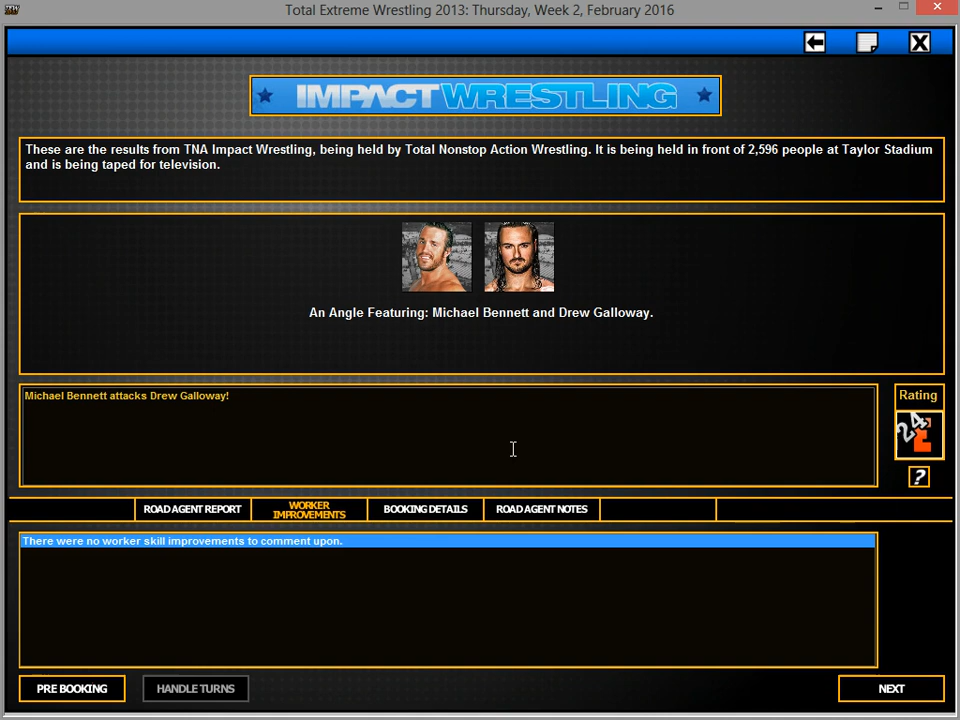 Total Extreme Wrestling 2013: Thursday, Week 2, February 2016
IMPACT WRESTLING
These are the results from TNA Impact Wrestling, being held by Total Nonstop Action Wrestling. It is being held in front of 2,596 people at Taylor Stadium
and is being taped for television.
An Angle Featuring: Michael Bennett and Drew Galloway.
Michael Bennett attacks Drew Galloway!
Rating
24
E
?
ROAD AGENT REPORT
WORKER
IMPROVEMENTS
BOOKING DETAILS
ROAD AGENT NOTES
There were no worker skill improvements to comment upon.
PRE BOOKING
HANDLE TURNS
NEXT